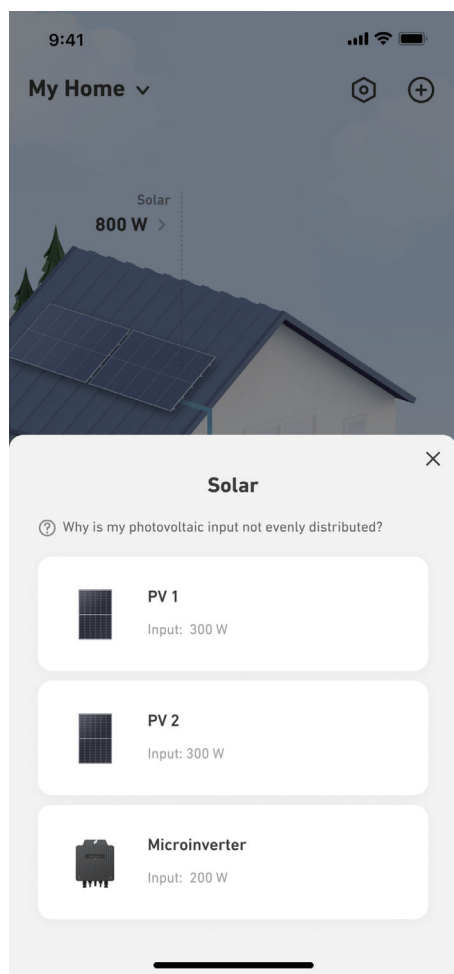 9:41
My Home
Solar
800 W >
Solar
Why is my photovoltaic input not evenly distributed?
PV 1
Input: 300 W
PV 2
Input: 300 W
Microinverter
Input: 200 W